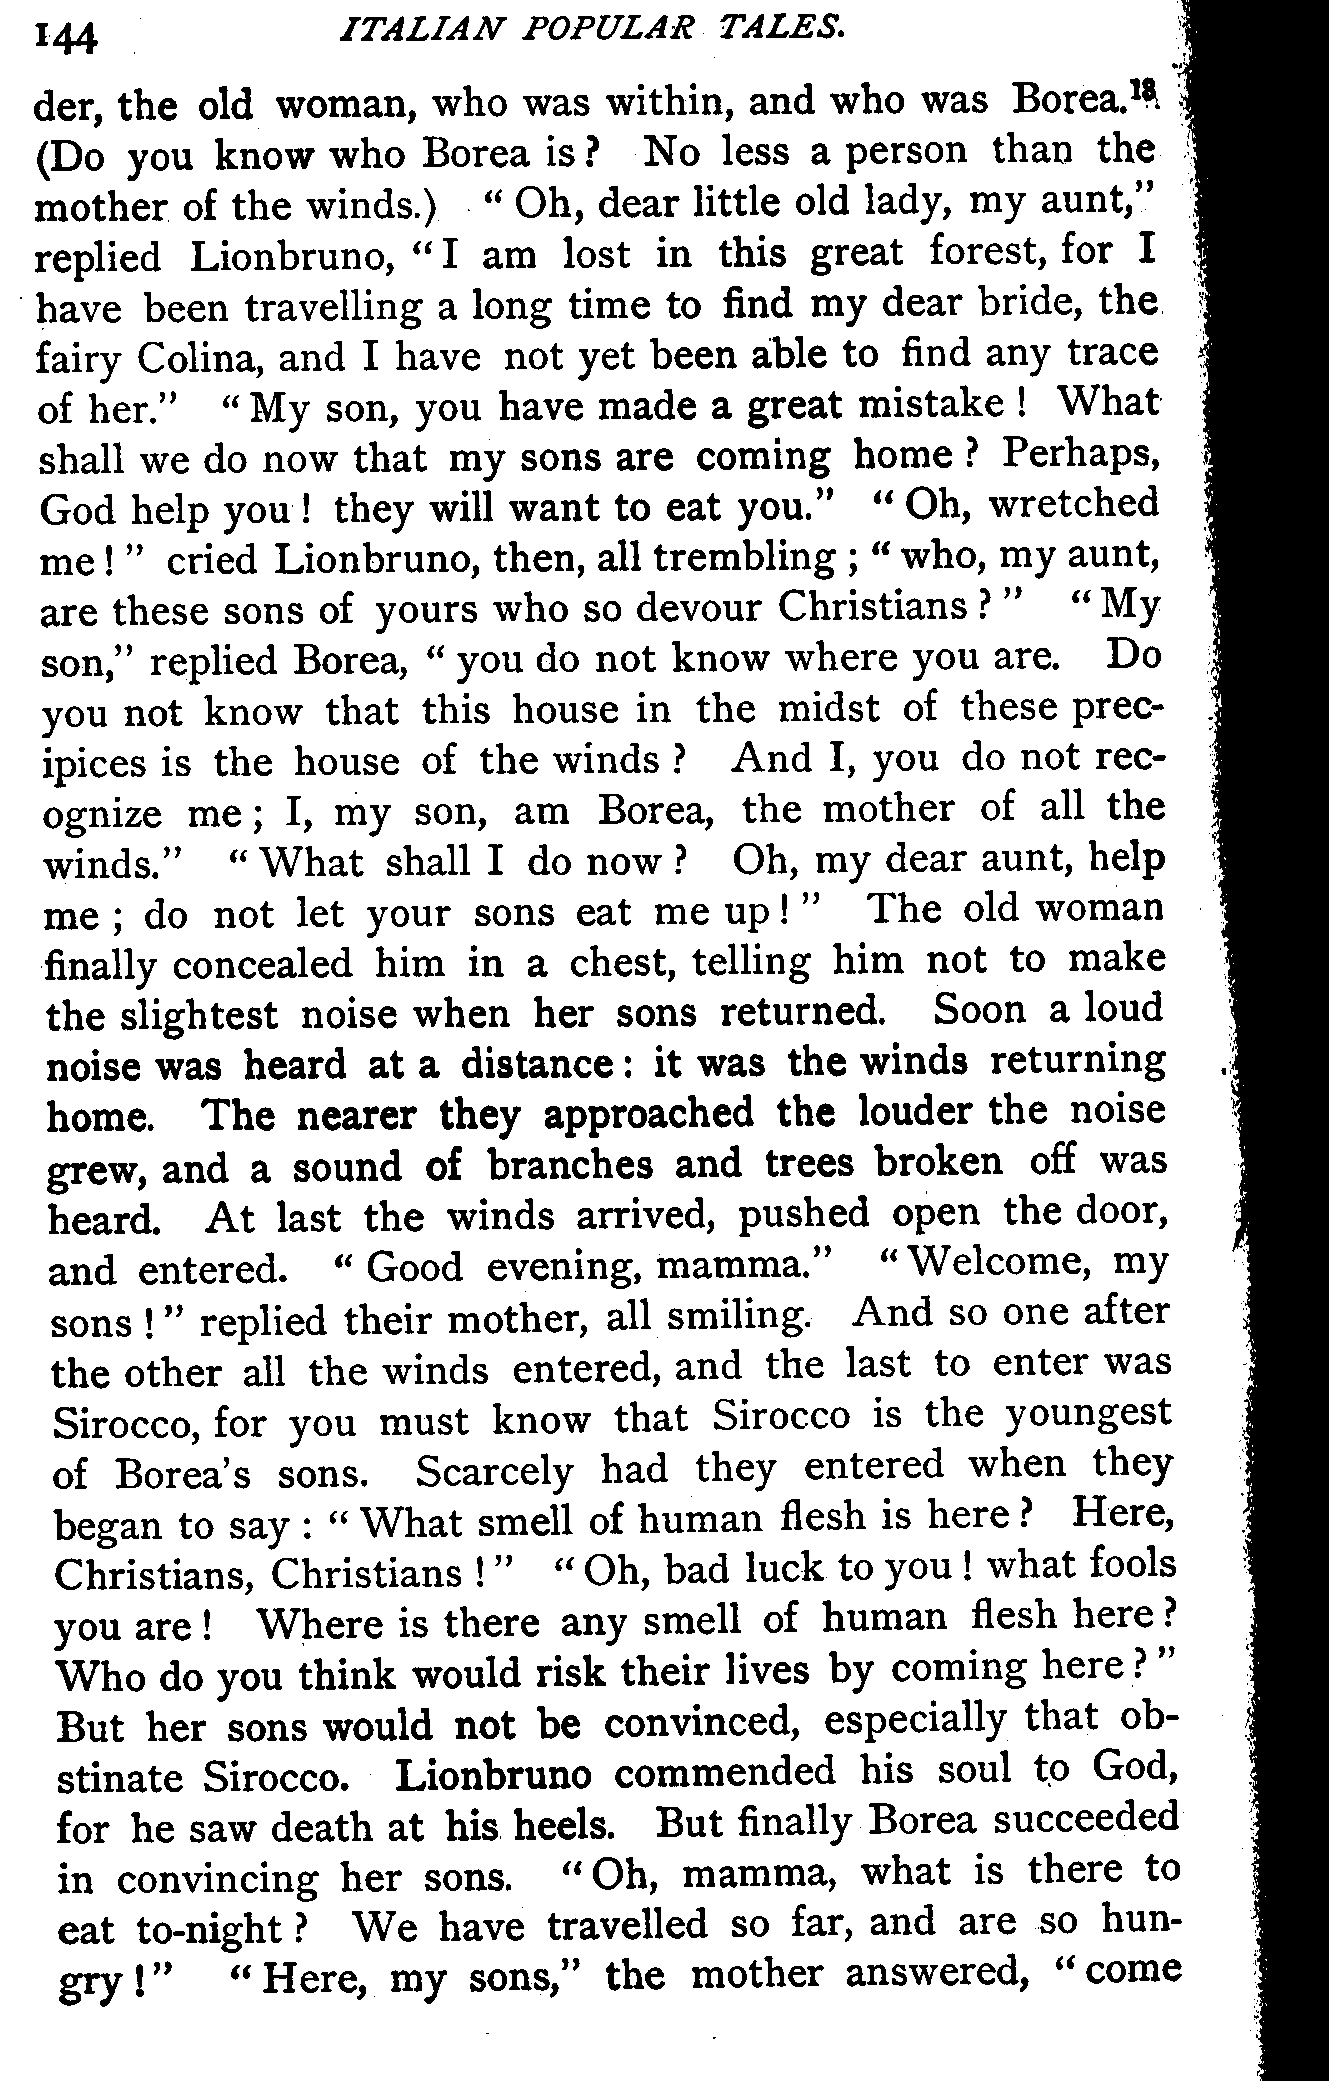 144 ITALIAN POPULAR TALES.
der, the old woman, who was within, and who was Borea.18
(Do you know who Borea is? No less a person than the
mother of the winds.) "Oh, dear little old lady, my aunt,"
replied Lionbruno, "I am lost in this great forest, for I
have been travelling a long time to find my dear bride, the
fairy Colina, and I have not yet been able to find any trace
of her." "My son, you have made a great mistake! What
shall we do now that my sons are coming home? Perhaps,
God help you! they will want to eat you." "Oh, wretched
me!" cried Lionbruno, then, all trembling; "who, my aunt,
are these sons of yours who so devour Christians?" "My
son," replied Borea, "you do not know where you are. Do
you not know that this house in the midst of these prec-
ipices is the house of the winds? And I, you do not rec-
ognize me; I, my son, am Borea, the mother of all the
winds." "What shall I do now? Oh, my dear aunt, help
me; do not let your sons eat me up!" The old woman
finally concealed him in a chest, telling him not to make
the slightest noise when her sons returned. Soon a loud
noise was heard at a distance: it was the winds returning
home. The nearer they approached the louder the noise
grew, and a sound of branches and trees broken off was
heard. At last the winds arrived, pushed open the door,
and entered. "Good evening, mamma." "Welcome, my
sons!" replied their mother, all smiling. And so one after
the other all the winds entered, and the last to enter was
Sirocco, for you must know that Sirocco is the youngest
of Borea's sons. Scarcely had they entered when they
began to say: "What smell of human flesh is here? Here,
Christians, Christians!" "Oh, bad luck to you! what fools
you are! Where is there any smell of human flesh here?
Who do you think would risk their lives by coming here?"
But her sons would not be convinced, especially that ob-
stinate Sirocco. Lionbruno commended his soul to God,
for he saw death at his heels. But finally Borea succeeded
in convincing her sons. "Oh, mamma, what is there to
eat to-night? We have travelled so far, and are so hun-
gry!" "Here, my sons," the mother answered, "come